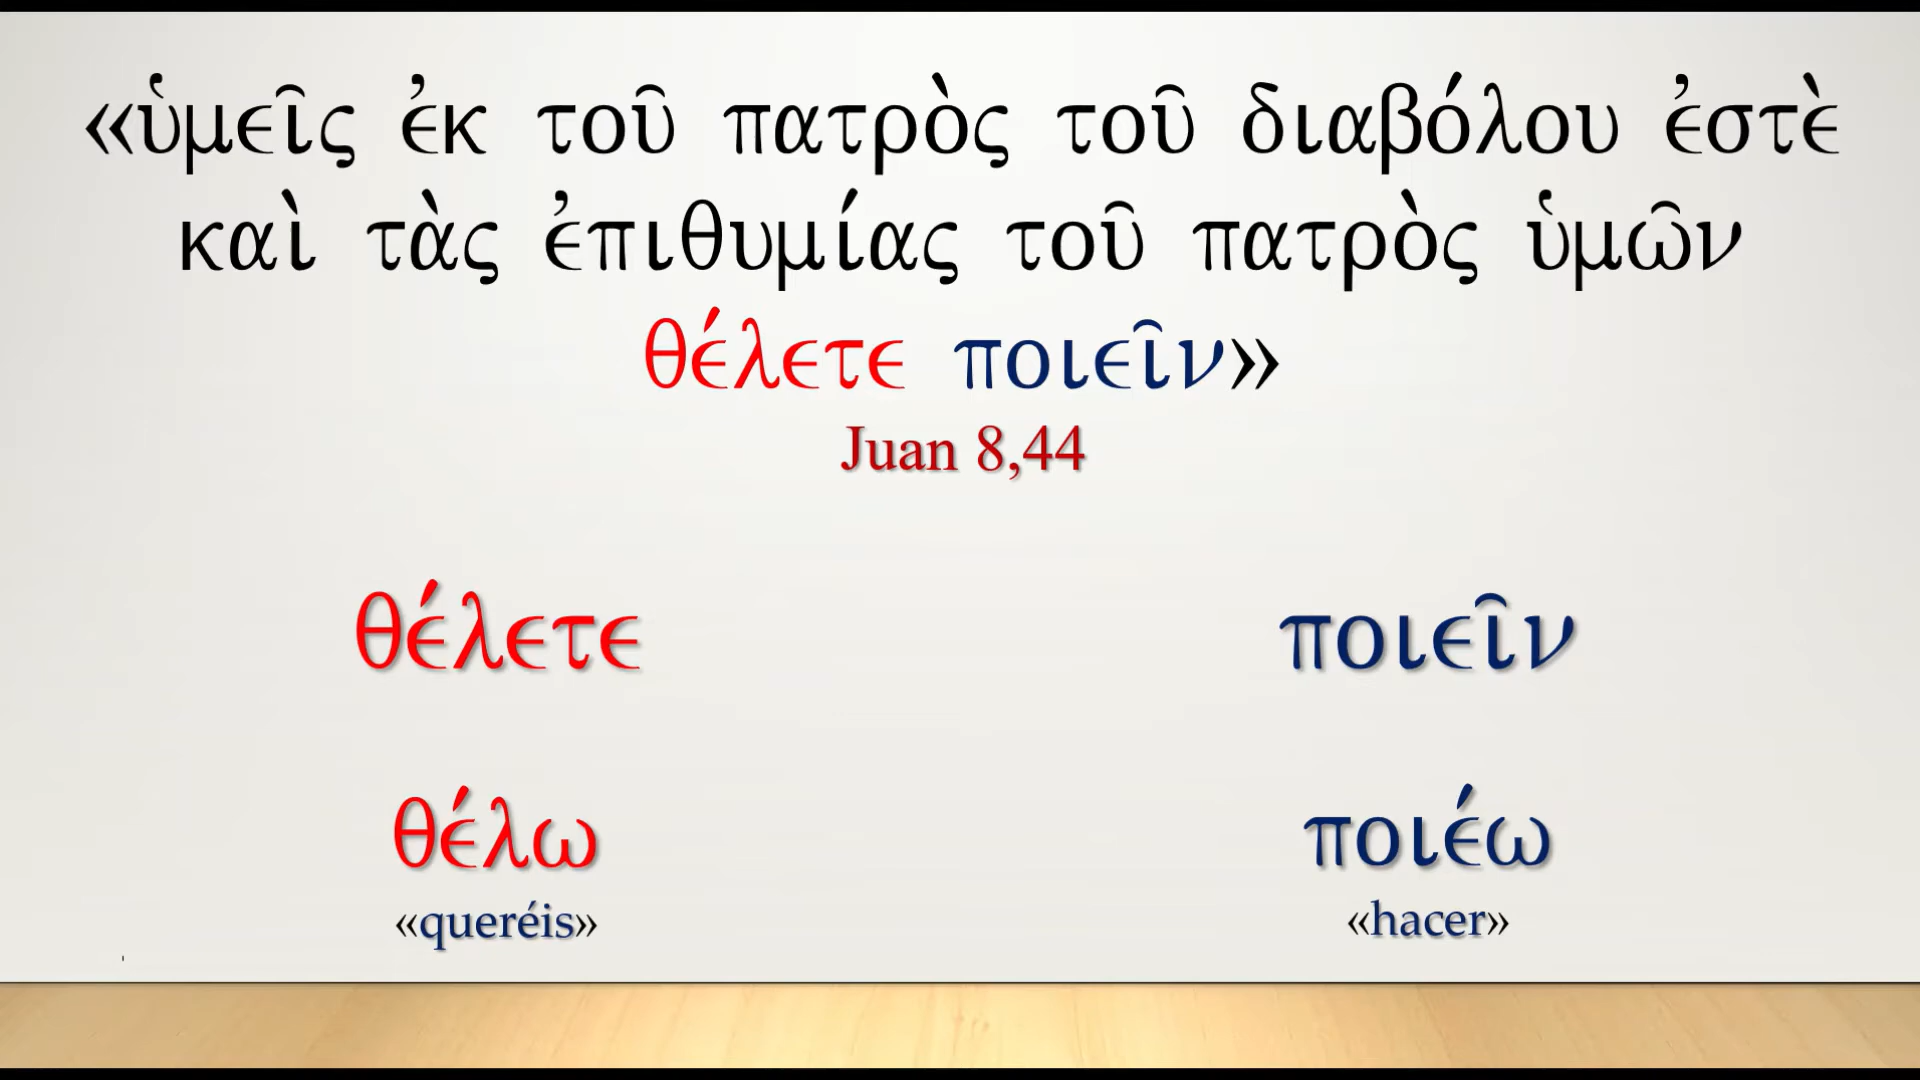 «ὑμεῖς ἐκ τοῦ πατρὸς τοῦ διαβόλου ἐστὲ
καὶ τὰς ἐπιθυμίας τοῦ πατρὸς ὑμῶν
θέλετε ποιεῖν»
Juan 8,44
θέλετε ποιεῖν
θέλω ποιέω
«queréis» «hacer»